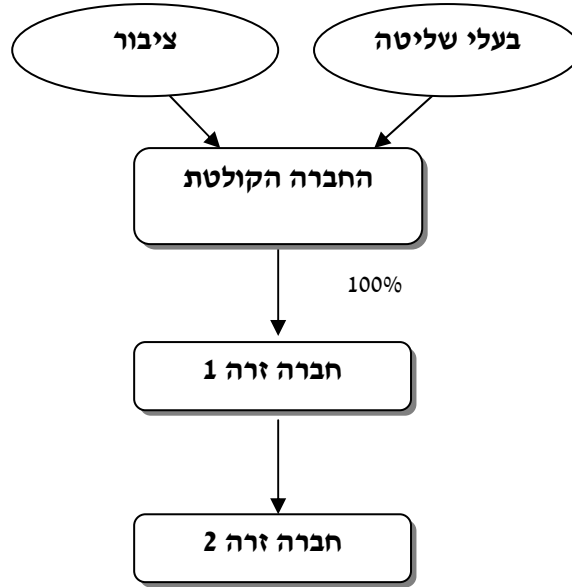 בעלי שליטה
ציבור
החברה הקולטת
100%
חברה זרה 1
חברה זרה 2